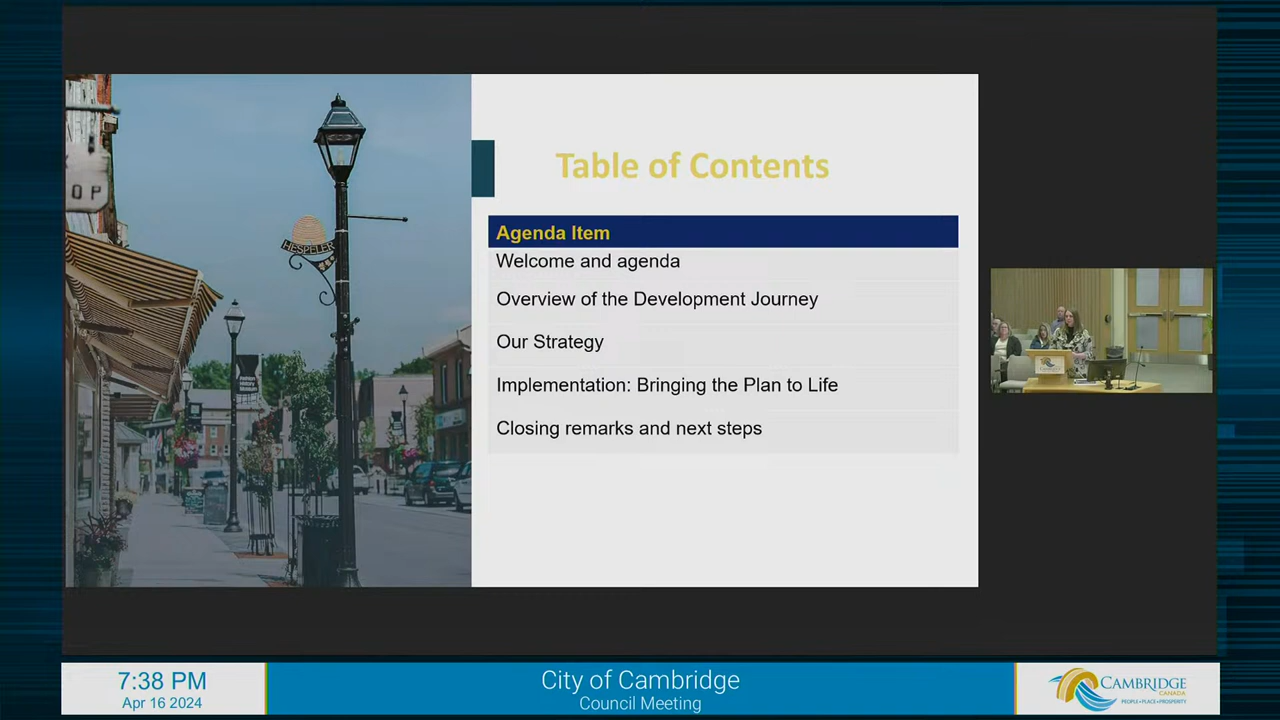 OP
HESPELER
Table of Contents
Agenda Item
Welcome and agenda
Overview of the Development Journey
Our Strategy
Implementation: Bringing the Plan to Life
Closing remarks and next steps
7:38 PM
Apr 16 2024
City of Cambridge
Council Meeting
CAMBRIDGE
CANADA
PEOPLE • PLACE • PROSPERITY